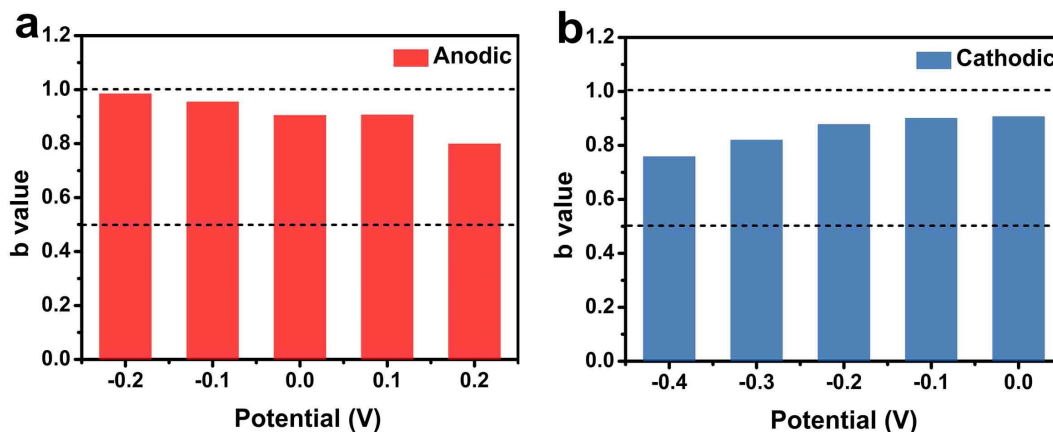 a
Anodic
1.2
1.0
0.8
0.6
0.4
0.2
0.0
b value
-0.2 -0.1 0.0 0.1 0.2
Potential (V)
b
Cathodic
1.2
1.0
0.8
0.6
0.4
0.2
0.0
b value
-0.4 -0.3 -0.2 -0.1 0.0
Potential (V)